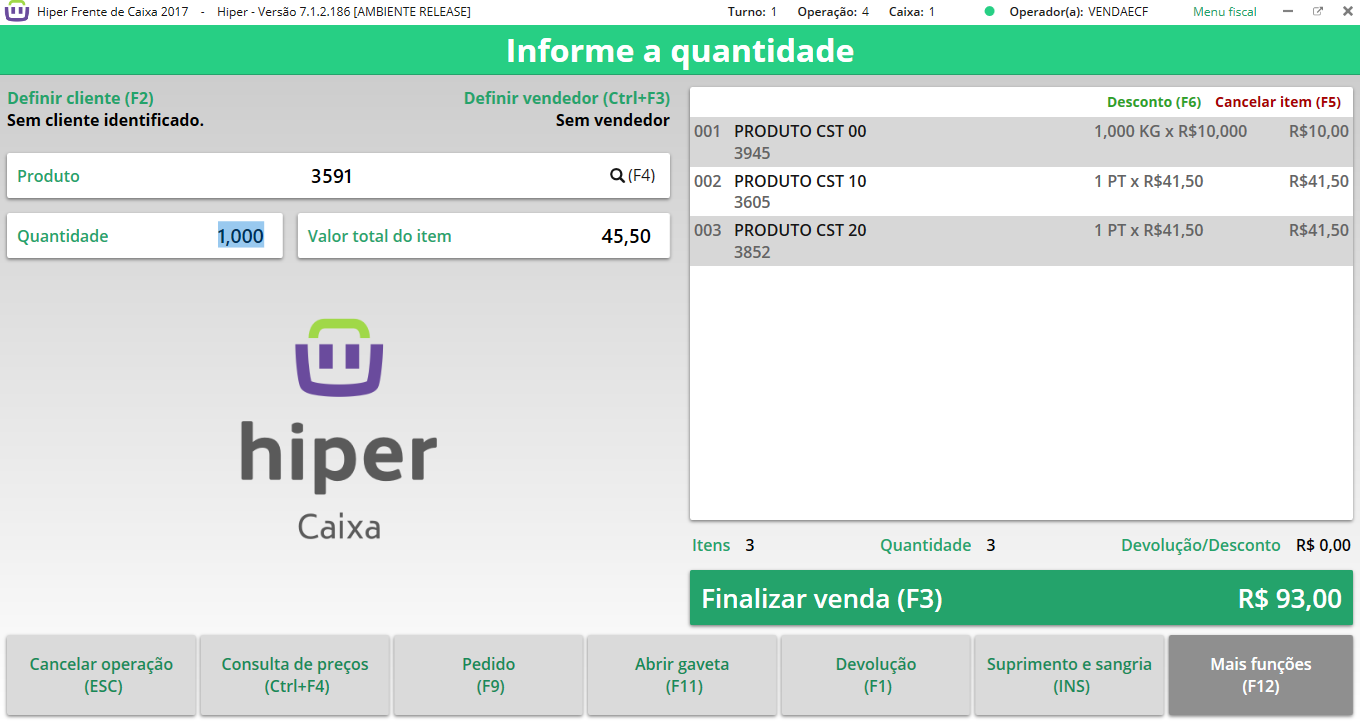 Hiper Frente de Caixa 2017 - Hiper - Versão 7.1.2.186 [AMBIENTE RELEASE] Turno: 1 Operação: 4 Caixa: 1 Operador(a): VENDAECF Menu fiscal
Informe a quantidade
Definir cliente (F2) Definir vendedor (Ctrl+F3)
Sem cliente identificado. Sem vendedor
Produto 3591 (F4)
Quantidade 1,000 Valor total do item 45,50
hiper
Caixa
Desconto (F6) Cancelar item (F5)
001 PRODUTO CST 00 1,000 KG x R$10,000 R$10,00
3945
002 PRODUTO CST 10 1 PT x R$41,50 R$41,50
3605
003 PRODUTO CST 20 1 PT x R$41,50 R$41,50
3852
Itens 3 Quantidade 3 Devolução/Desconto R$ 0,00
Finalizar venda (F3) R$ 93,00
Cancelar operação
(ESC)
Consulta de preços
(Ctrl+F4)
Pedido
(F9)
Abrir gaveta
(F11)
Devolução
(F1)
Suprimento e sangria
(INS)
Mais funções
(F12)